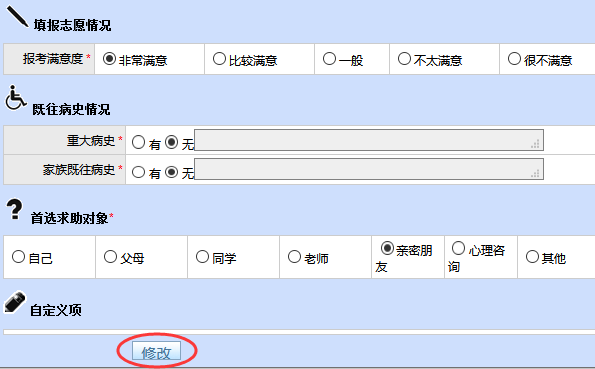 填报志愿情况
报考满意度 * 非常满意 比较满意 一般 不太满意 很不满意
既往病史情况
重大病史 * 有 无
家族既往病史 * 有 无
首选求助对象*
自己 父母 同学 老师 亲密朋友 心理咨询 其他
自定义项
修改